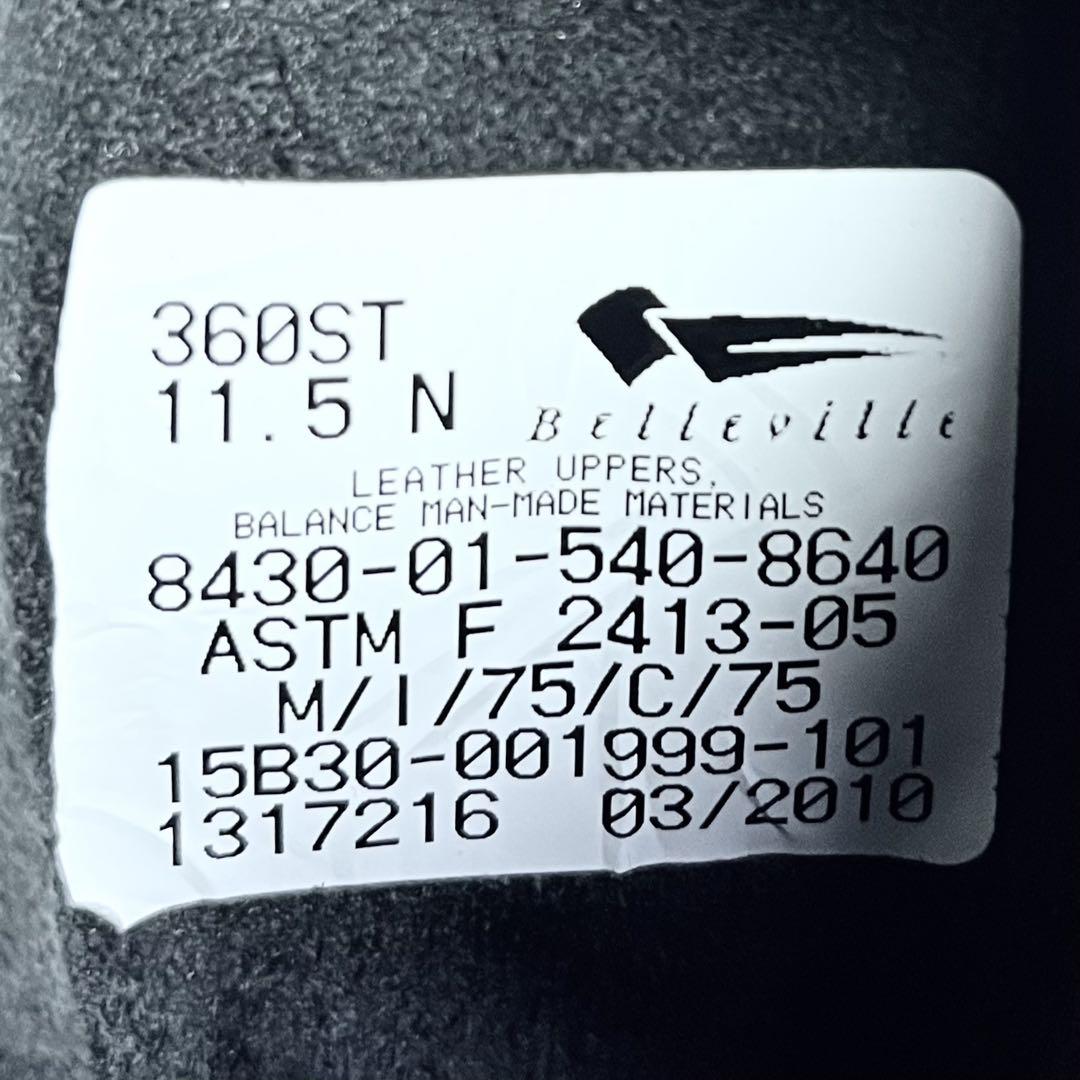 360ST
11.5 N
Belleville
LEATHER UPPERS,
BALANCE MAN-MADE MATERIALS
8430-01-540-8640
ASTM F 2413-05
M/I/75/C/75
15B30-001999-101
1317216 03/2010